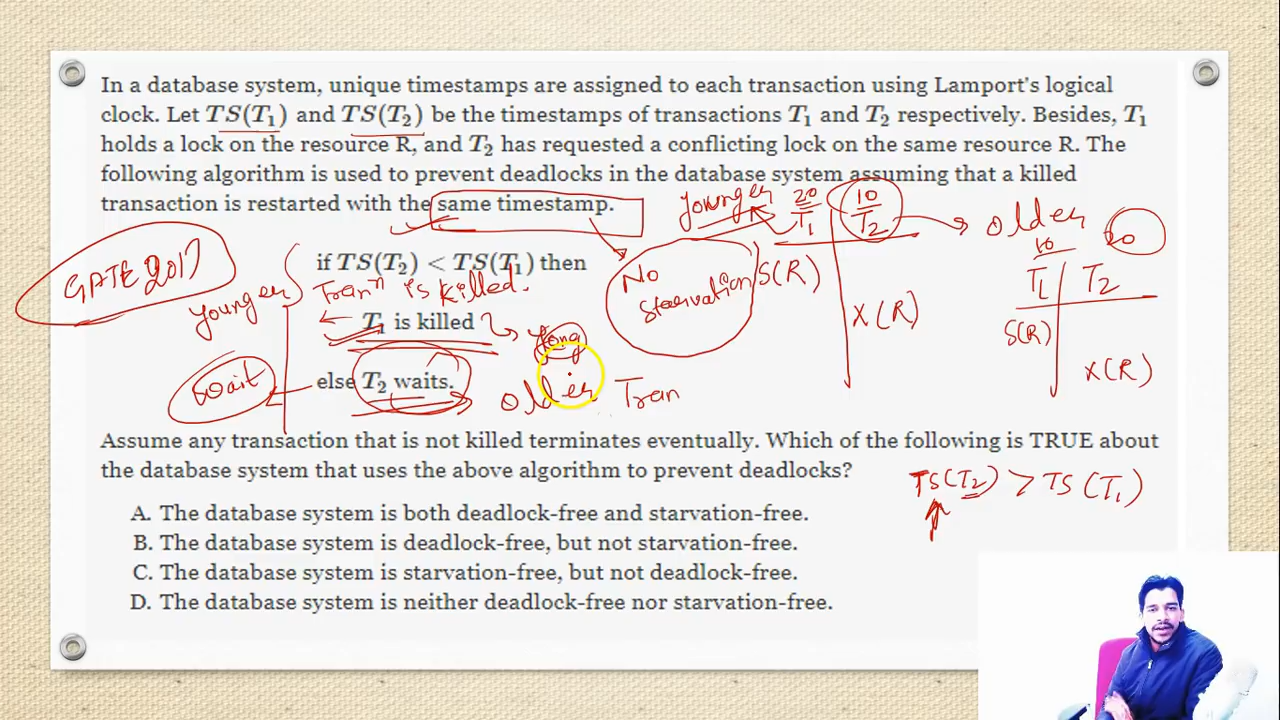 In a database system, unique timestamps are assigned to each transaction using Lamport's logical
clock. Let TS(T₁) and TS(T₂) be the timestamps of transactions T₁ and T₂ respectively. Besides, T₁
holds a lock on the resource R, and T₂ has requested a conflicting lock on the same resource R. The
following algorithm is used to prevent deadlocks in the database system assuming that a killed
transaction is restarted with the same timestamp.
younger 20 10 older
T₁ T₂ 10
GATE 2017
if TS(T₂) < TS(T₁) then
No S(R) T₁ T₂
starvation
younger Tranⁿ is killed.
T₁ is killed
X(R) S(R)
wait else T₂ waits. older Tran X(R)
Assume any transaction that is not killed terminates eventually. Which of the following is TRUE about
the database system that uses the above algorithm to prevent deadlocks?
TS(T₂) > TS(T₁)
A. The database system is both deadlock-free and starvation-free.
B. The database system is deadlock-free, but not starvation-free.
C. The database system is starvation-free, but not deadlock-free.
D. The database system is neither deadlock-free nor starvation-free.